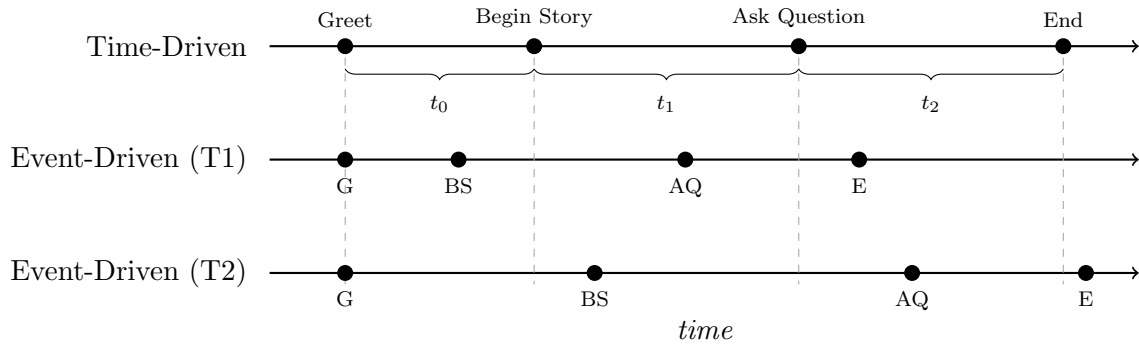 Greet Begin Story Ask Question End
Time-Driven
t₀ t₁ t₂
Event-Driven (T1)
G BS AQ E
Event-Driven (T2)
G BS AQ E
time